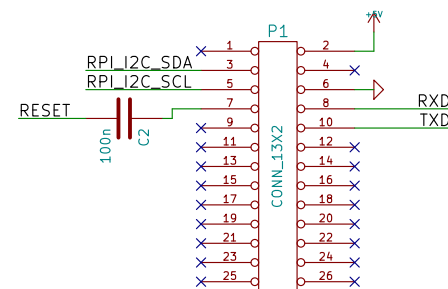 +5V
P1
1 2
RPI_I2C_SDA 3 4
RPI_I2C_SCL 5 6
7 8 RXD
RESET
9 10 TXD
100n C2
11 12
13 14
CONN_13X2
15 16
17 18
19 20
21 22
23 24
25 26